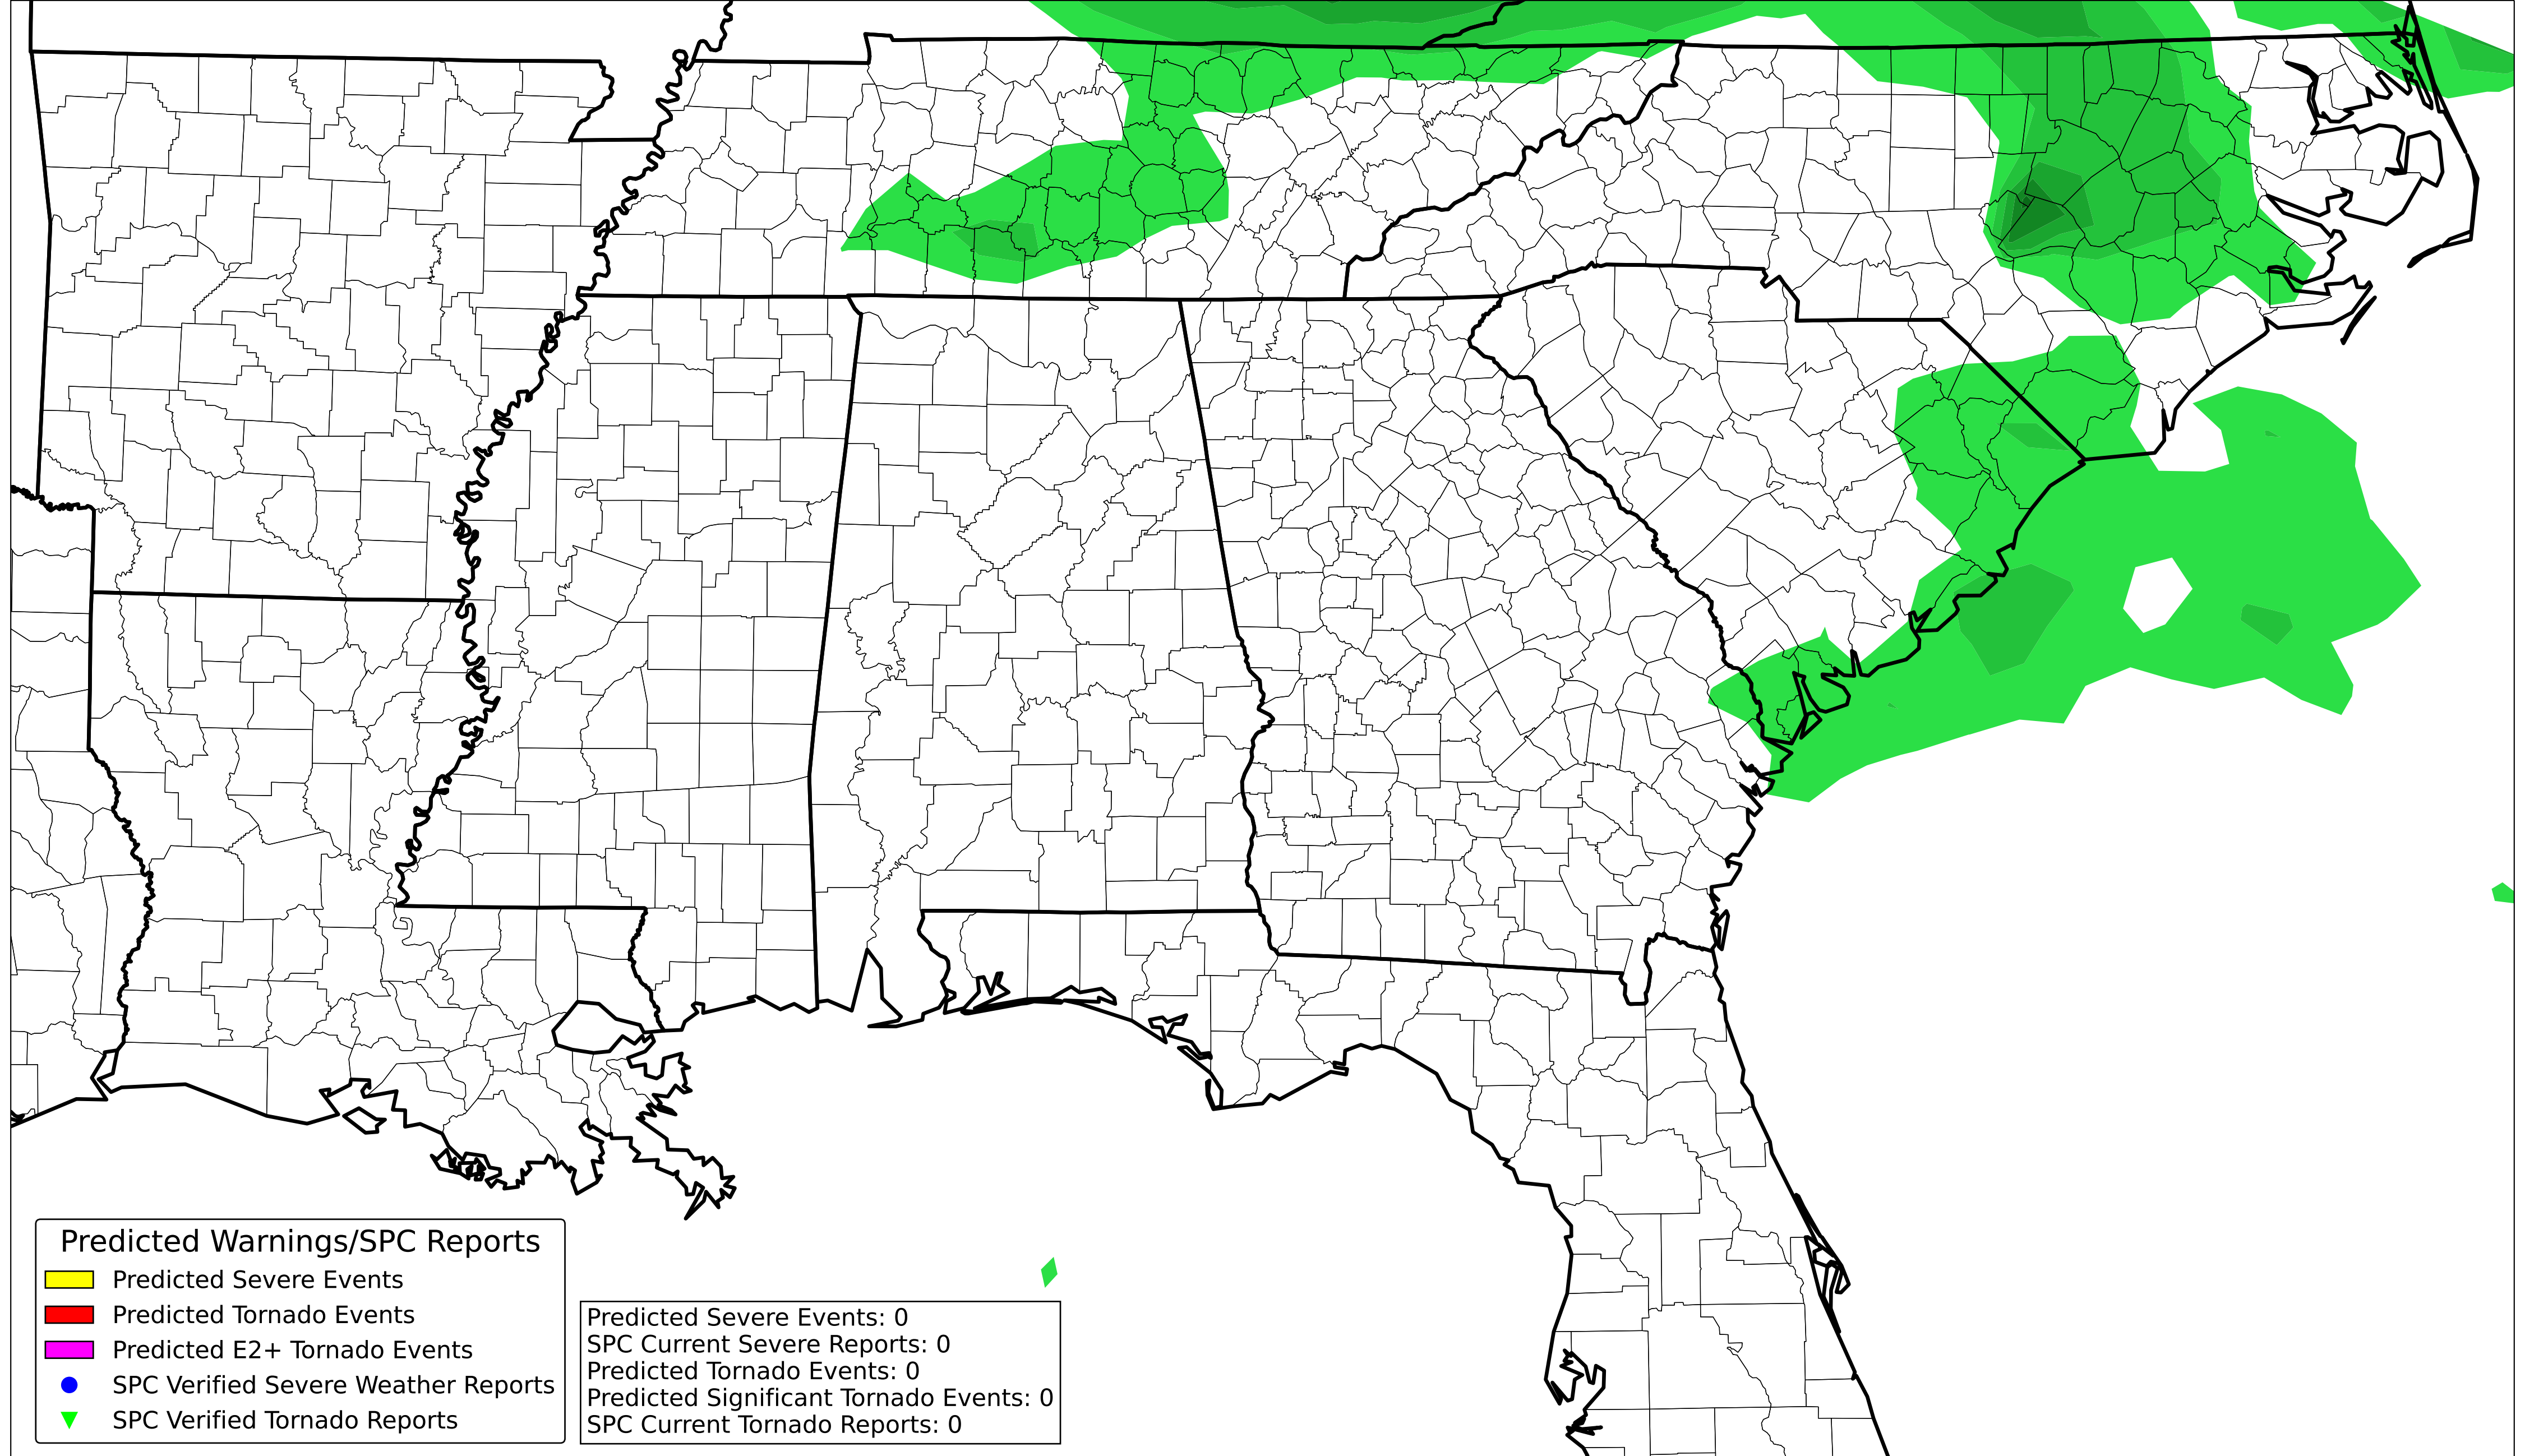 Predicted Warnings/SPC Reports
Predicted Severe Events
Predicted Tornado Events
Predicted E2+ Tornado Events
SPC Verified Severe Weather Reports
SPC Verified Tornado Reports
Predicted Severe Events: 0
SPC Current Severe Reports: 0
Predicted Tornado Events: 0
Predicted Significant Tornado Events: 0
SPC Current Tornado Reports: 0